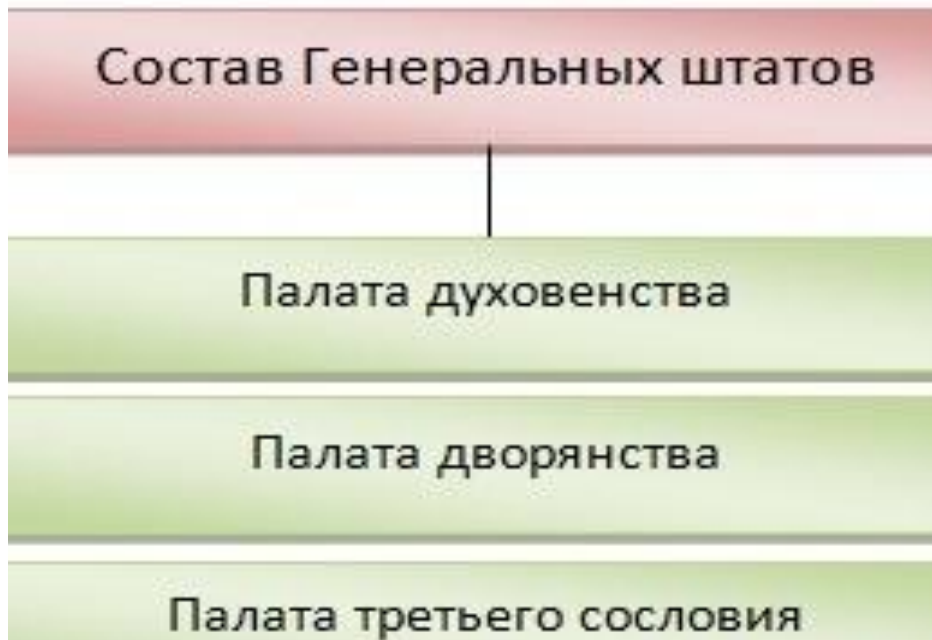 Состав Генеральных штатов
Палата духовенства
Палата дворянства
Палата третьего сословия